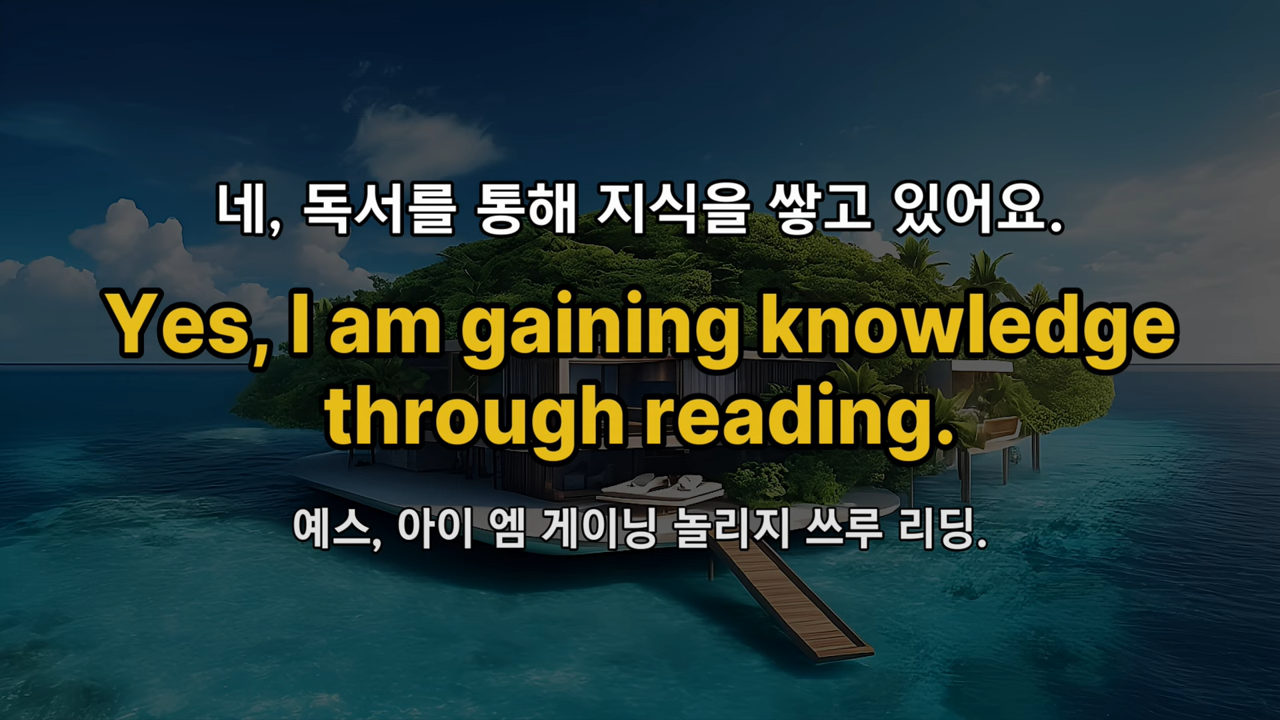 네, 독서를 통해 지식을 쌓고 있어요.
Yes, I am gaining knowledge
through reading.
예스, 아이 엠 게이닝 놀리지 쓰루 리딩.